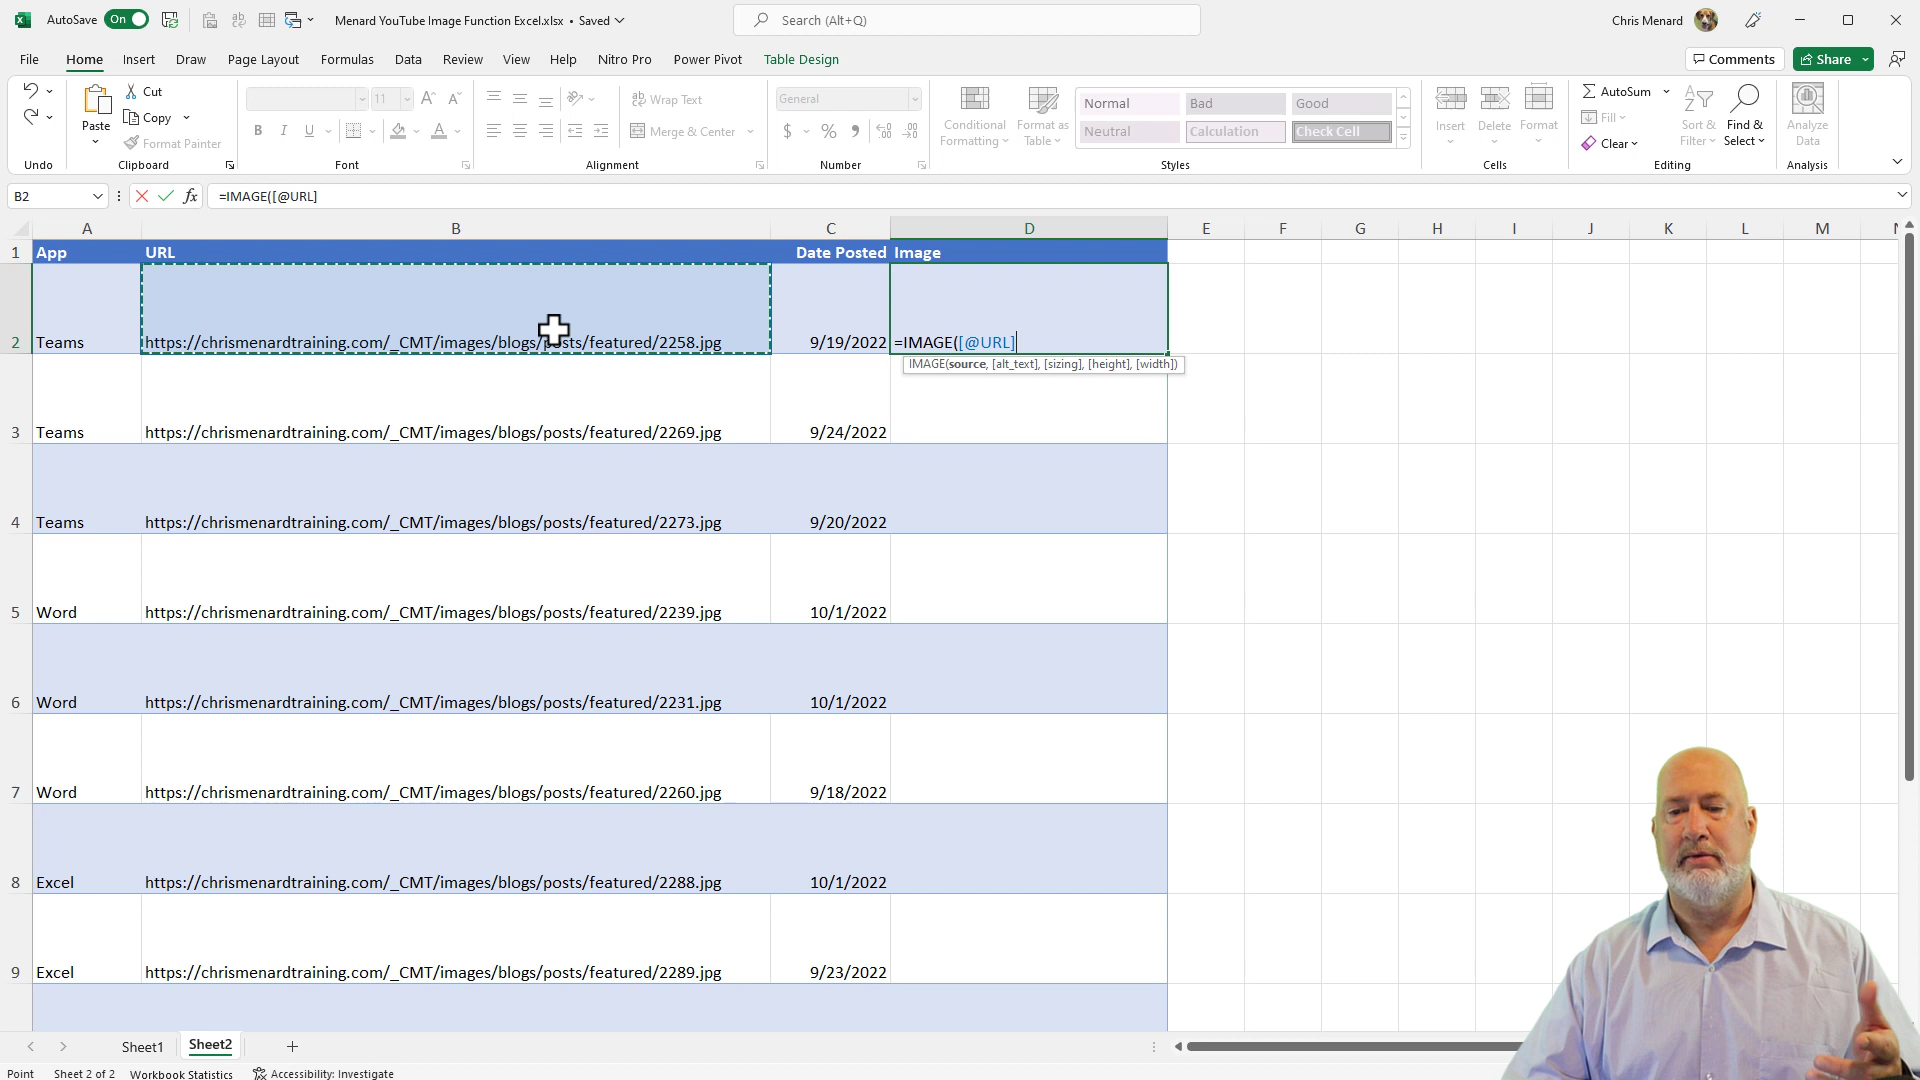 AutoSave On Menard YouTube Image Function Excel.xlsx • Saved Search (Alt+Q) Chris Menard
File Home Insert Draw Page Layout Formulas Data Review View Help Nitro Pro Power Pivot Table Design Comments Share
Paste Cut Copy Format Painter
11 Wrap Text Merge & Center
General
Conditional Formatting Format as Table
Normal Bad Good
Neutral Calculation Check Cell
Insert Delete Format
AutoSum Fill Clear
Sort & Filter Find & Select Analyze Data
Undo Clipboard Font Alignment Number Styles Cells Editing Analysis
B2 fx =IMAGE([@URL]
A B C D E F G H I J K L M N
1 App URL Date Posted Image
2 Teams https://chrismenardtraining.com/_CMT/images/blogs/posts/featured/2258.jpg 9/19/2022 =IMAGE([@URL]
IMAGE(source, [alt_text], [sizing], [height], [width])
3 Teams https://chrismenardtraining.com/_CMT/images/blogs/posts/featured/2269.jpg 9/24/2022
4 Teams https://chrismenardtraining.com/_CMT/images/blogs/posts/featured/2273.jpg 9/20/2022
5 Word https://chrismenardtraining.com/_CMT/images/blogs/posts/featured/2239.jpg 10/1/2022
6 Word https://chrismenardtraining.com/_CMT/images/blogs/posts/featured/2231.jpg 10/1/2022
7 Word https://chrismenardtraining.com/_CMT/images/blogs/posts/featured/2260.jpg 9/18/2022
8 Excel https://chrismenardtraining.com/_CMT/images/blogs/posts/featured/2288.jpg 10/1/2022
9 Excel https://chrismenardtraining.com/_CMT/images/blogs/posts/featured/2289.jpg 9/23/2022
Sheet1 Sheet2
Point Sheet 2 of 2 Workbook Statistics Accessibility: Investigate